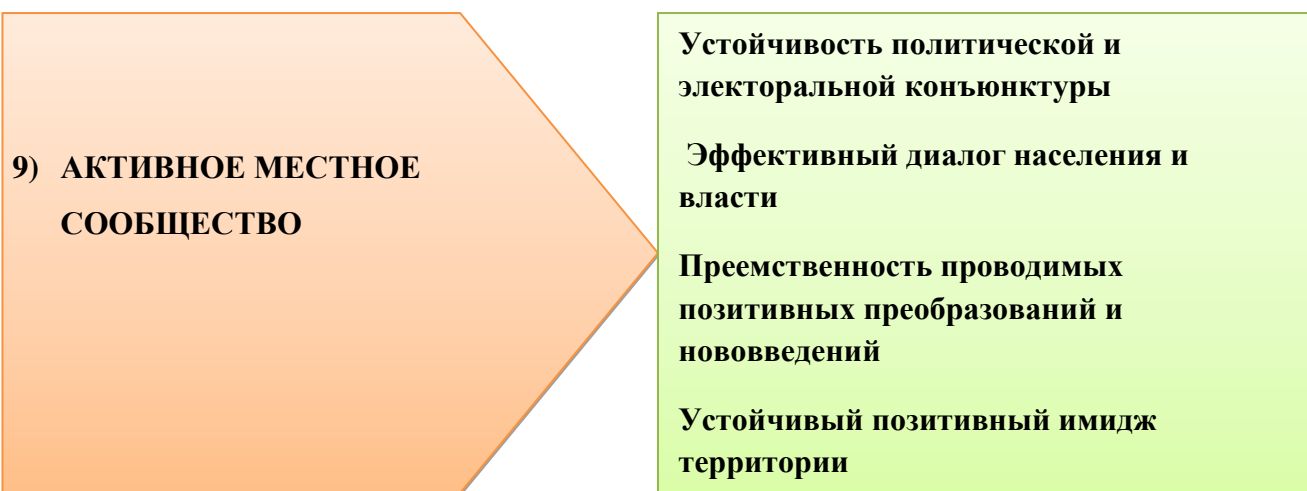 9) АКТИВНОЕ МЕСТНОЕ
СООБЩЕСТВО
Устойчивость политической и
электоральной конъюнктуры
Эффективный диалог населения и
власти
Преемственность проводимых
позитивных преобразований и
нововведений
Устойчивый позитивный имидж
территории